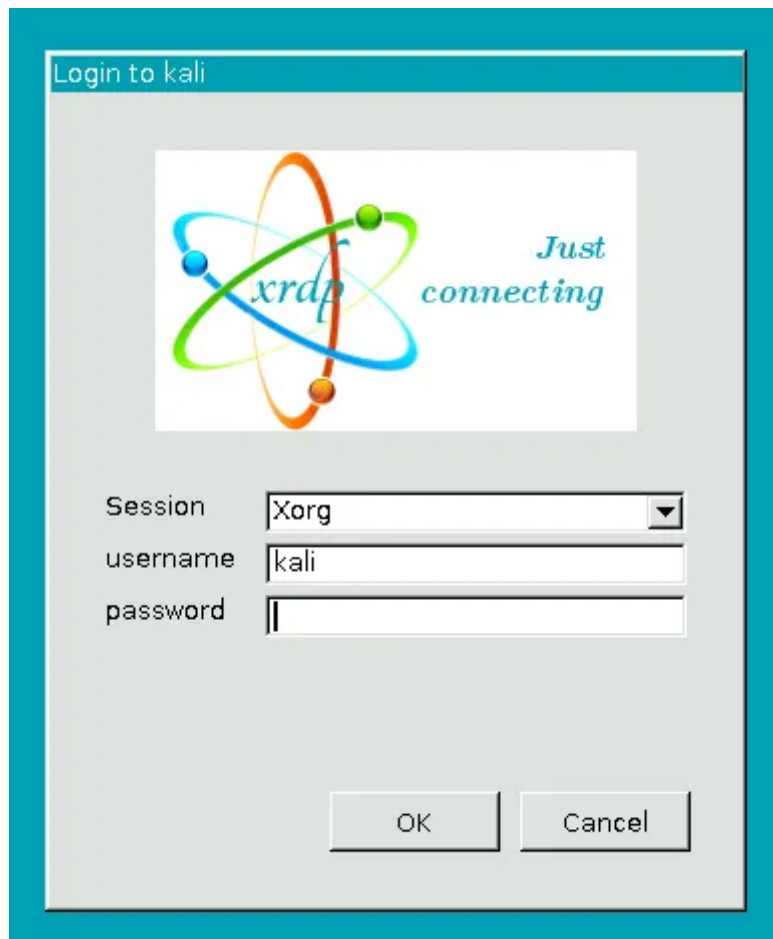 Login to kali
xrdp
Just
connecting
Session
Xorg
username
kali
password
OK
Cancel